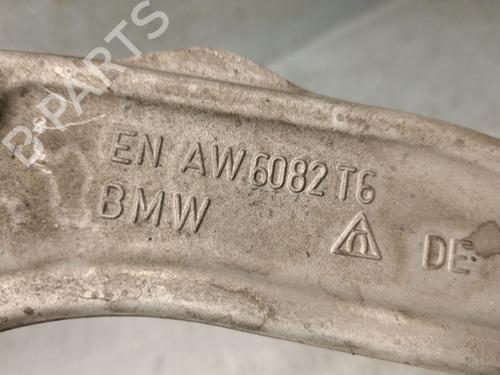 B-PARTS
EN AW 6082 T6
BMW
DE